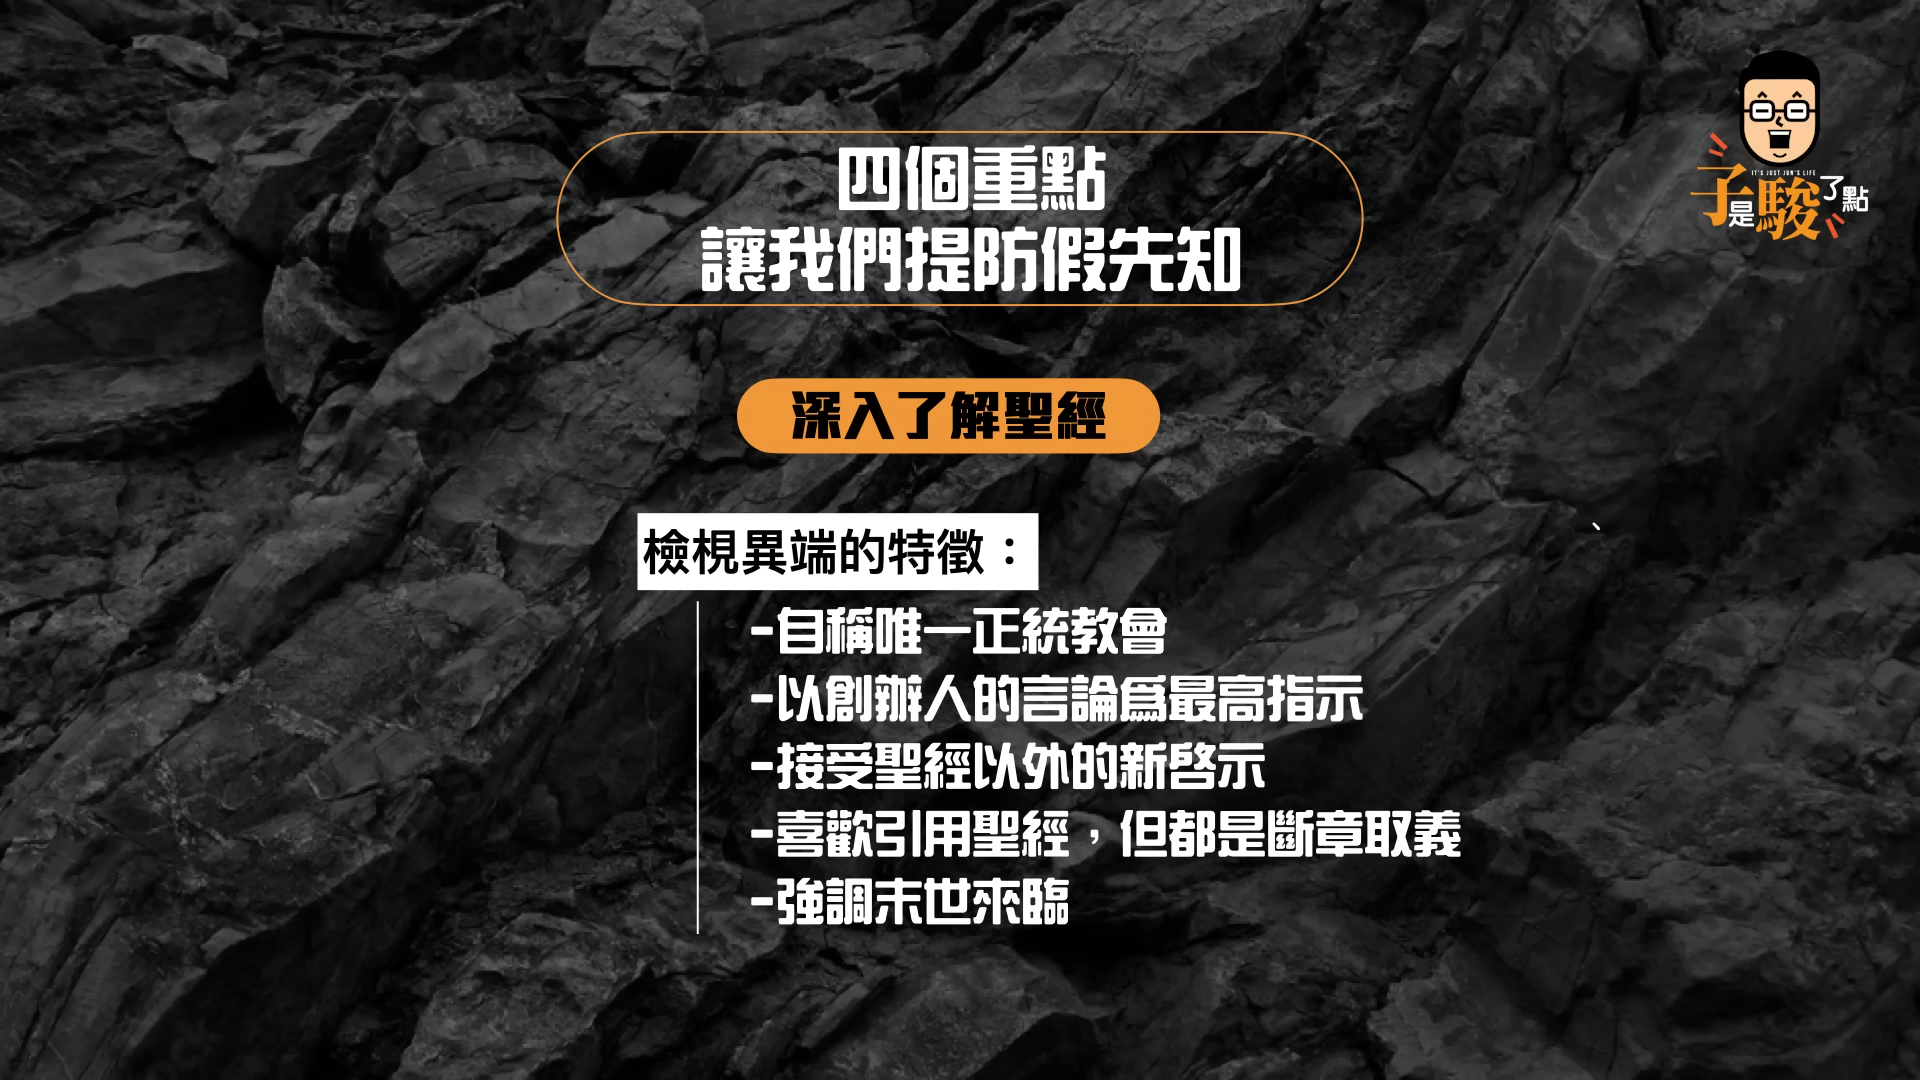 四個重點
讓我們提防假先知
IT'S JUST JUN'S LIFE
子是駿了點
深入了解聖經
檢視異端的特徵：
-自稱唯一正統教會
-以創辦人的言論為最高指示
-接受聖經以外的新啓示
-喜歡引用聖經，但都是斷章取義
-強調末世來臨
、